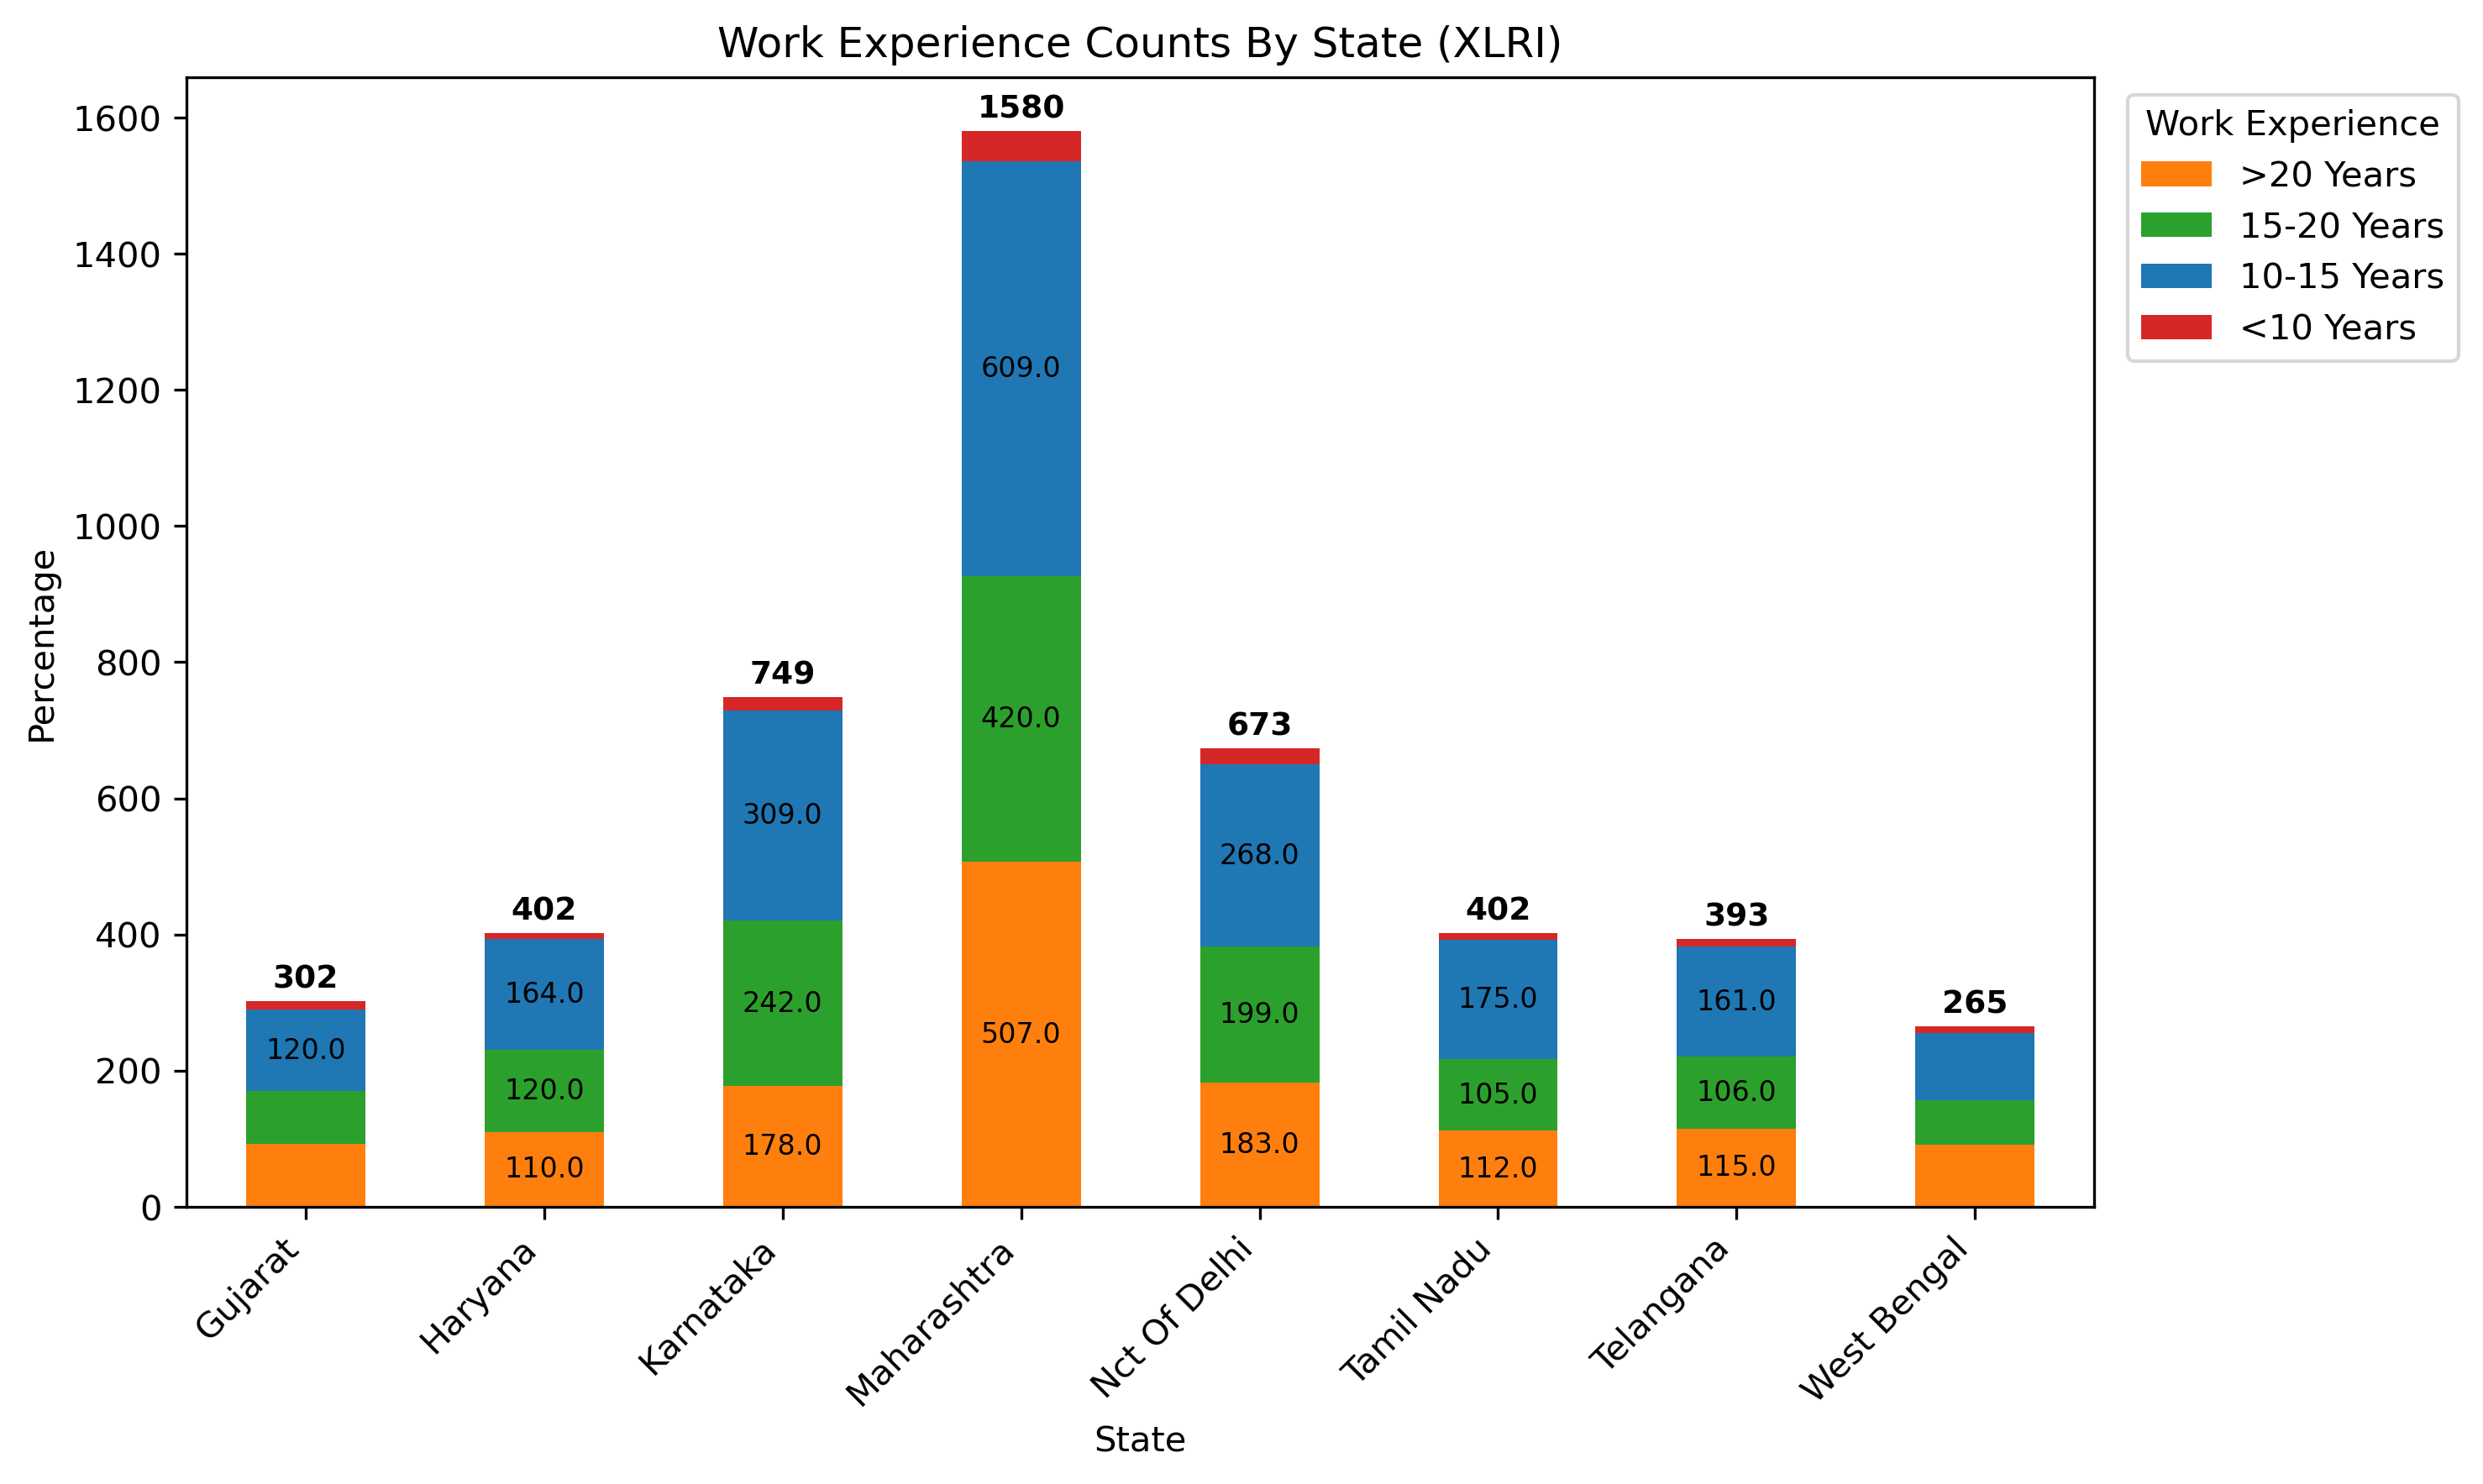 Work Experience Counts By State (XLRI)
Work Experience
>20 Years
15-20 Years
10-15 Years
<10 Years
Percentage
1600
1400
1200
1000
800
600
400
200
0
302
120.0
402
164.0
120.0
110.0
749
309.0
242.0
178.0
1580
609.0
420.0
507.0
673
268.0
199.0
183.0
402
175.0
105.0
112.0
393
161.0
106.0
115.0
265
Gujarat
Haryana
Karnataka
Maharashtra
Nct Of Delhi
Tamil Nadu
Telangana
West Bengal
State